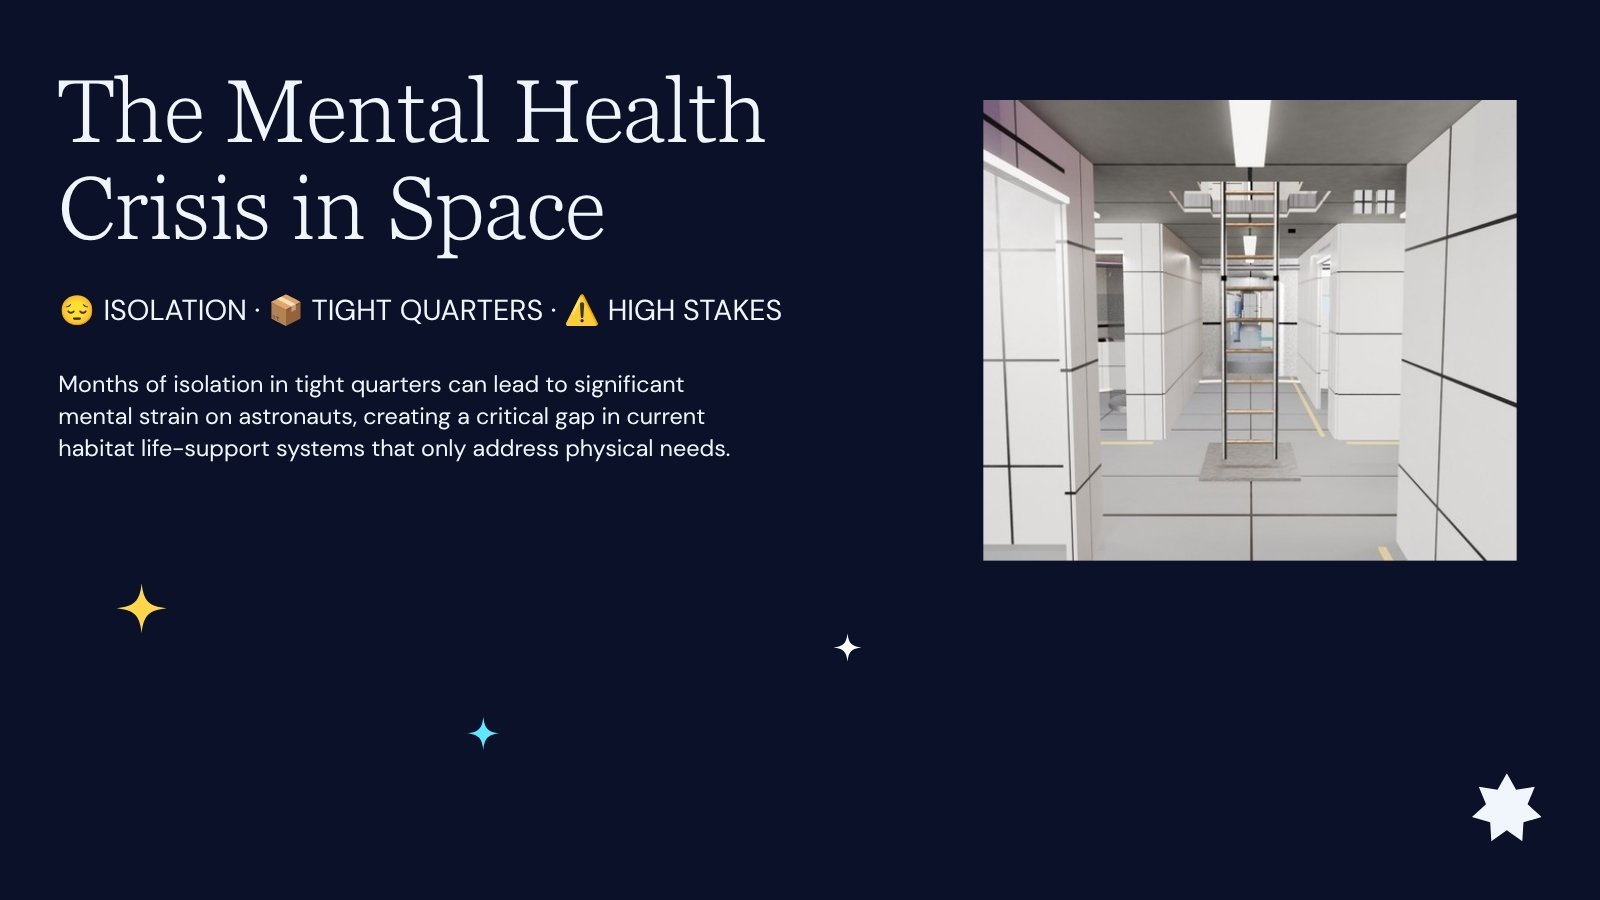 The Mental Health
Crisis in Space
😔 ISOLATION · 📦 TIGHT QUARTERS · ⚠️ HIGH STAKES
Months of isolation in tight quarters can lead to significant
mental strain on astronauts, creating a critical gap in current
habitat life-support systems that only address physical needs.